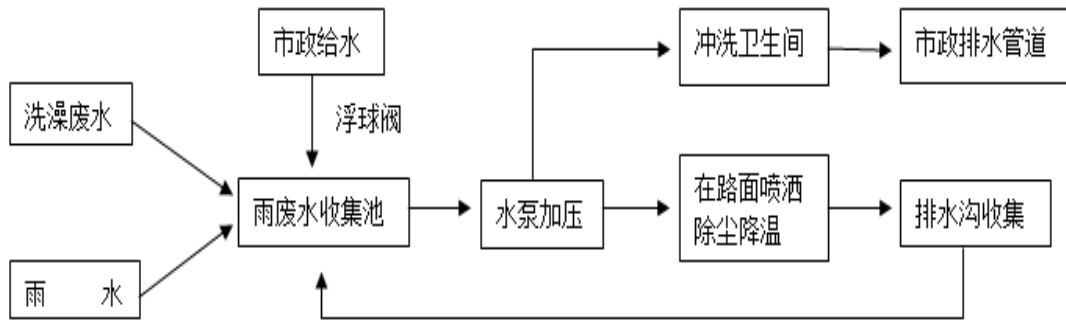 市政给水
冲洗卫生间
市政排水管道
洗澡废水
浮球阀
雨废水收集池
水泵加压
在路面喷洒
除尘降温
排水沟收集
雨 水